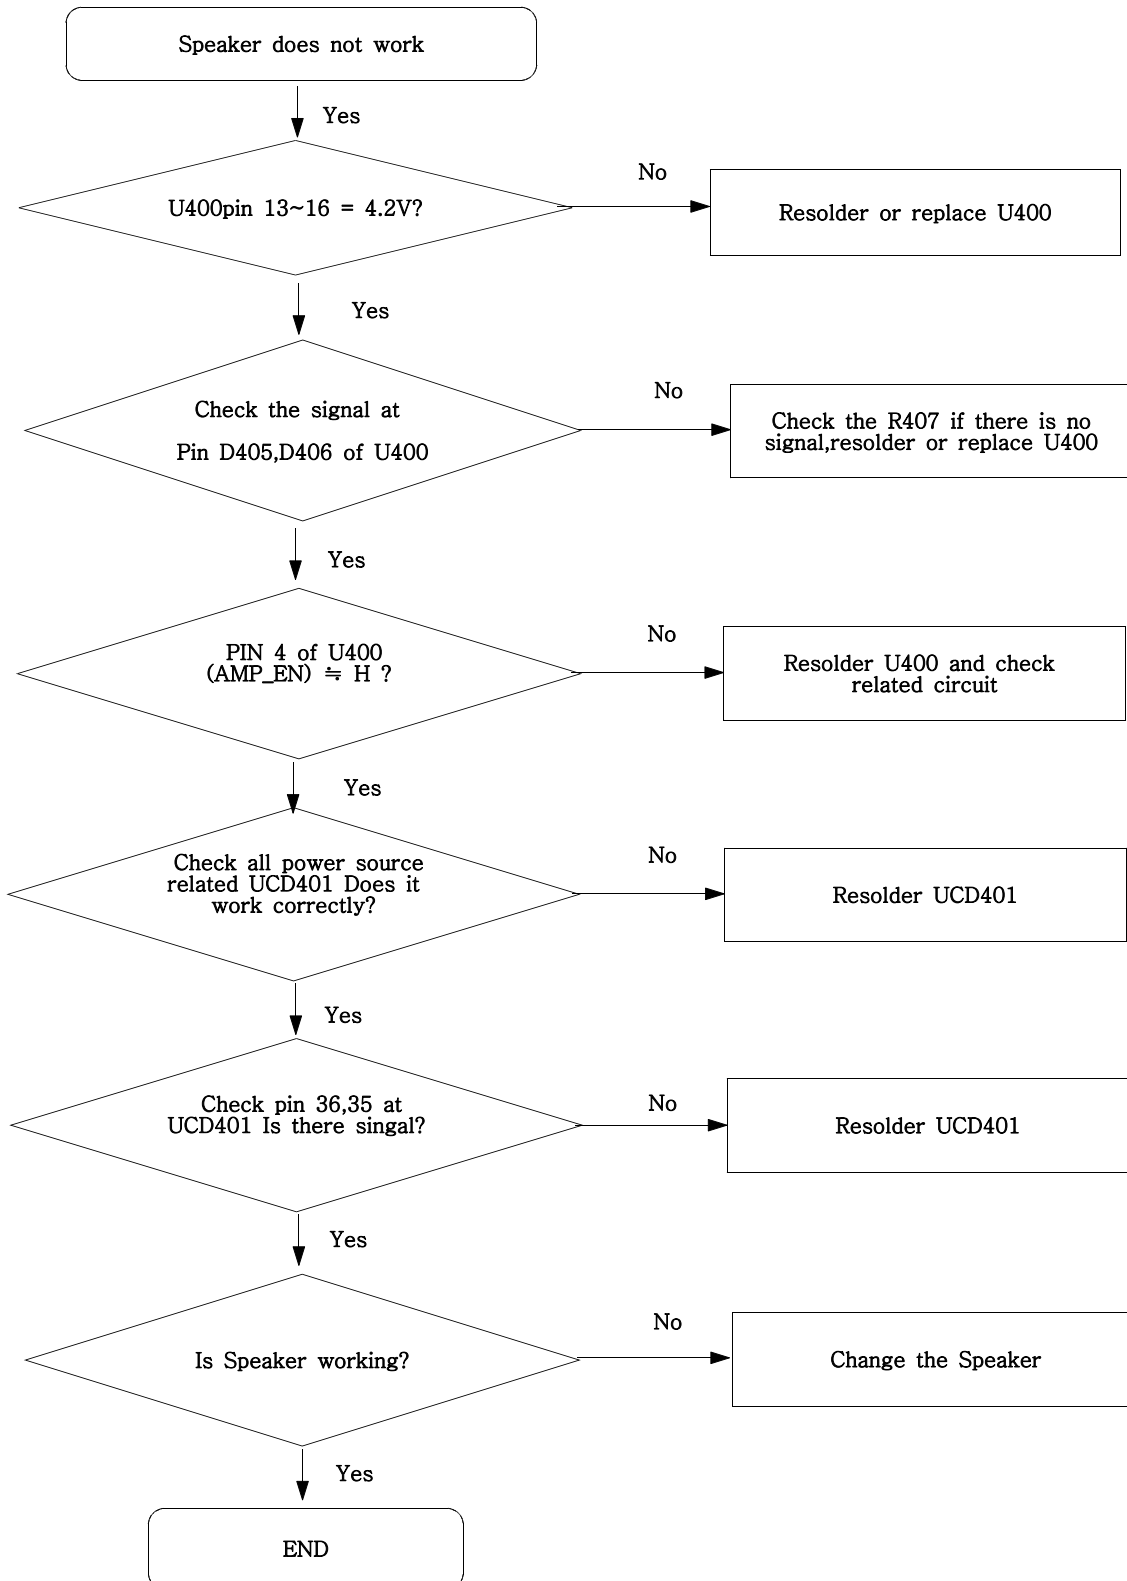 Speaker does not work
Yes
U400pin 13~16 = 4.2V?
No
Resolder or replace U400
Yes
Check the signal at
Pin D405,D406 of U400
No
Check the R407 if there is no
signal,resolder or replace U400
Yes
PIN 4 of U400
(AMP_EN) ≒ H ?
No
Resolder U400 and check
related circuit
Yes
Check all power source
related UCD401 Does it
work correctly?
No
Resolder UCD401
Yes
Check pin 36,35 at
UCD401 Is there singal?
No
Resolder UCD401
Yes
Is Speaker working?
No
Change the Speaker
Yes
END